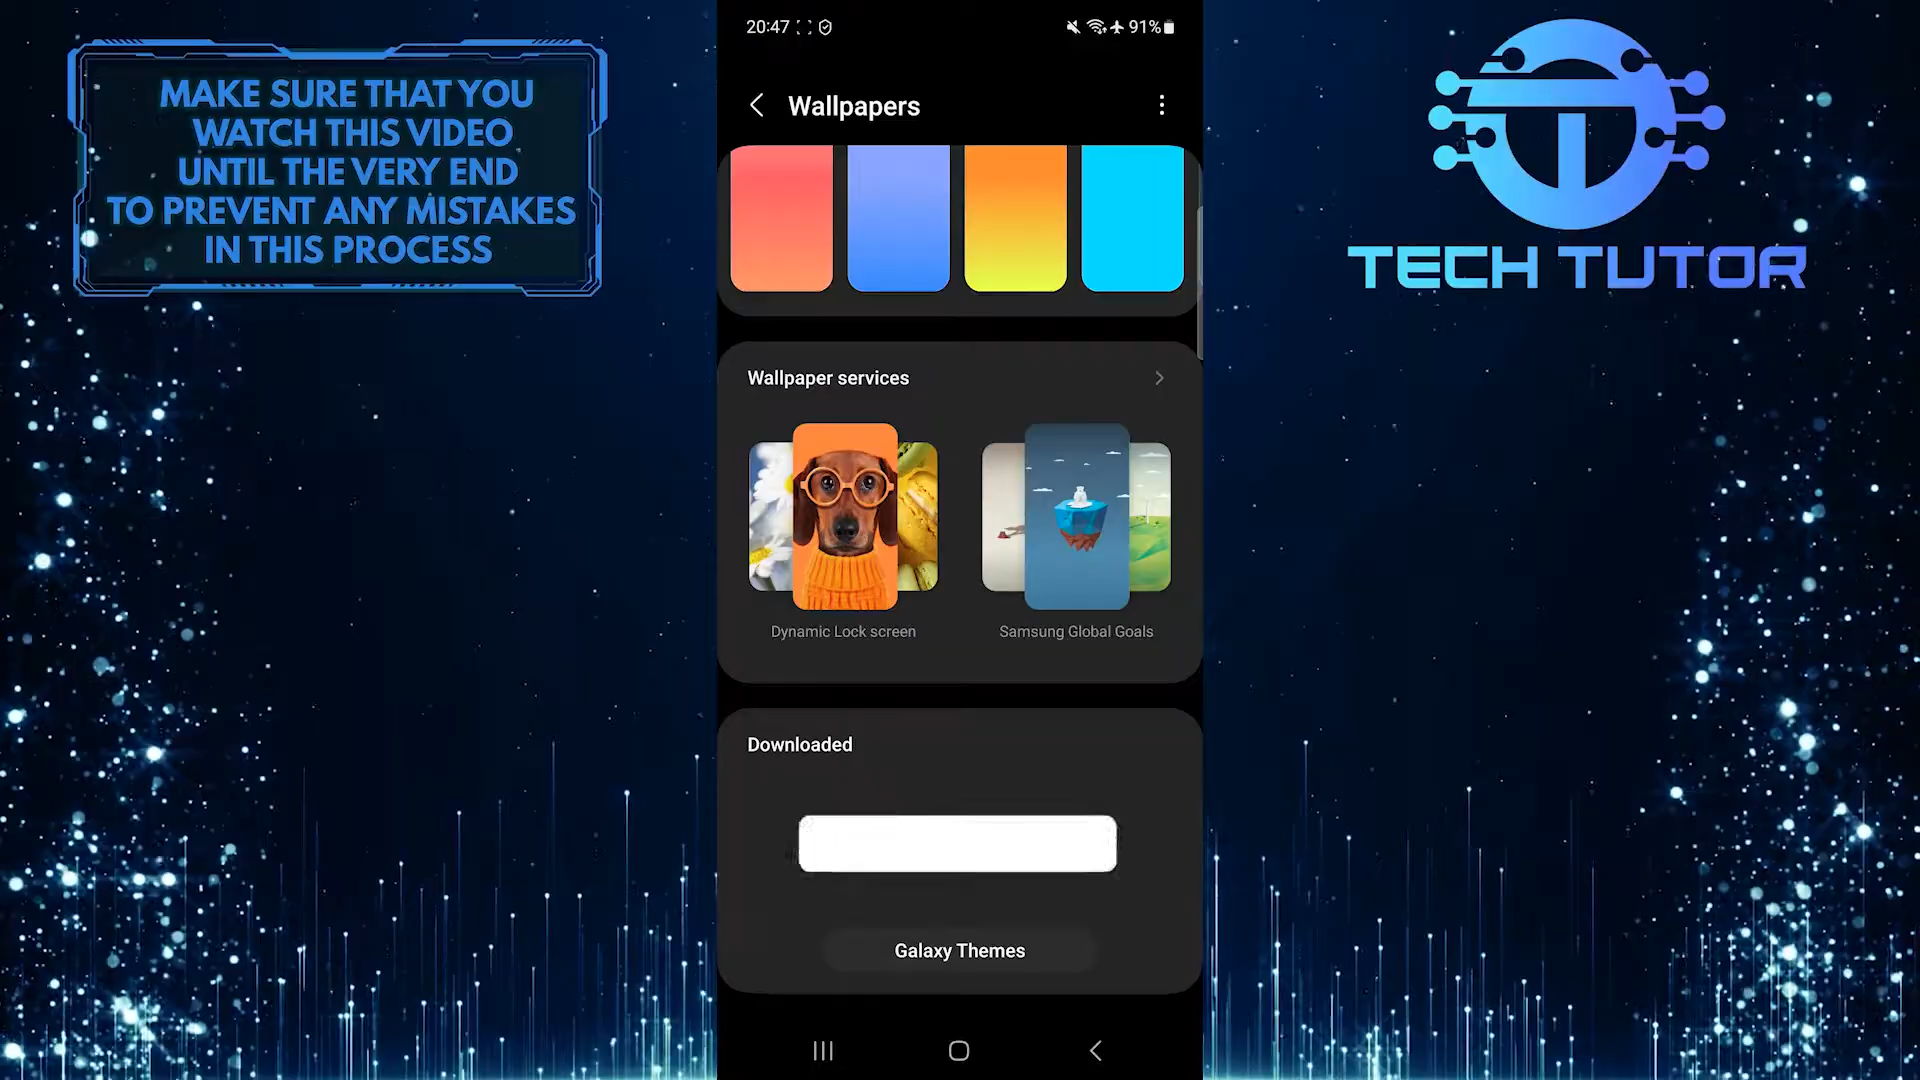 MAKE SURE THAT YOU
WATCH THIS VIDEO
UNTIL THE VERY END
TO PREVENT ANY MISTAKES
IN THIS PROCESS
20:47
91%
Wallpapers
Wallpaper services
Dynamic Lock screen
Samsung Global Goals
Downloaded
Galaxy Themes
TECH TUTOR